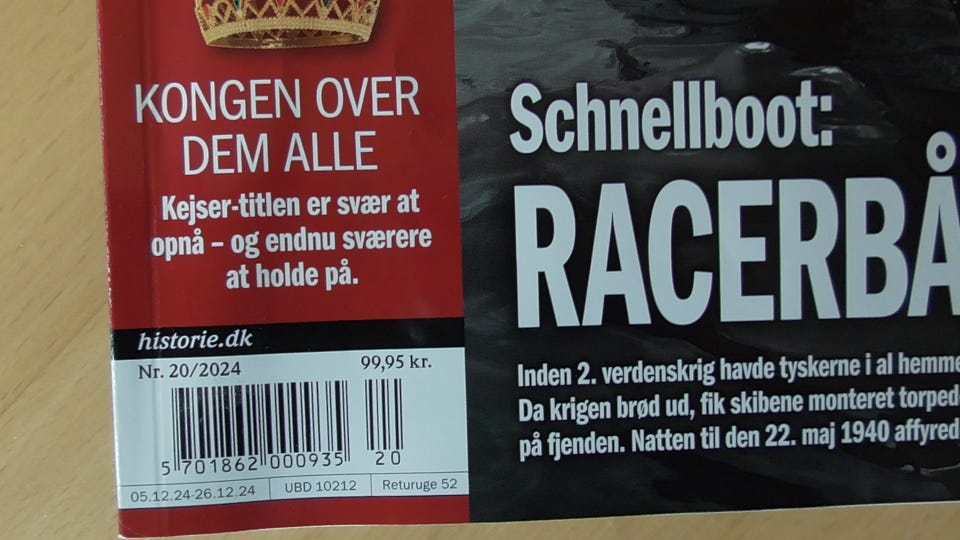 KONGEN OVER
DEM ALLE
Kejser-titlen er svær at
opnå – og endnu sværere
at holde på.
historie.dk
Nr. 20/2024 99,95 kr.
5 701862 000935 20
05.12.24-26.12.24 UBD 10212 Returuge 52
Schnellboot:
RACERBÅ
Inden 2. verdenskrig havde tyskerne i al hemme
Da krigen brød ud, fik skibene monteret torped
på fjenden. Natten til den 22. maj 1940 affyred